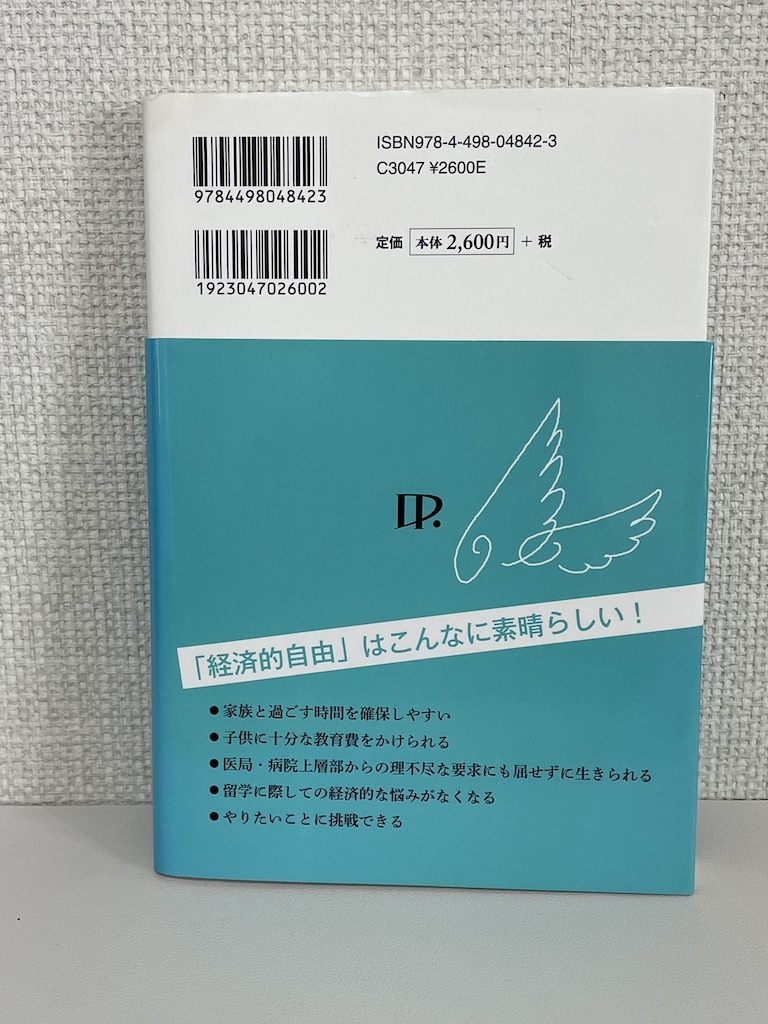 ISBN978-4-498-04842-3
C3047 ¥2600E
9784498048423
定価 本体 2,600円 + 税
1923047026002
「経済的自由」はこんなに素晴らしい！
●家族と過ごす時間を確保しやすい
●子供に十分な教育費をかけられる
●医局・病院上層部からの理不尽な要求にも屈せずに生きられる
●留学に際しての経済的な悩みがなくなる
●やりたいことに挑戦できる